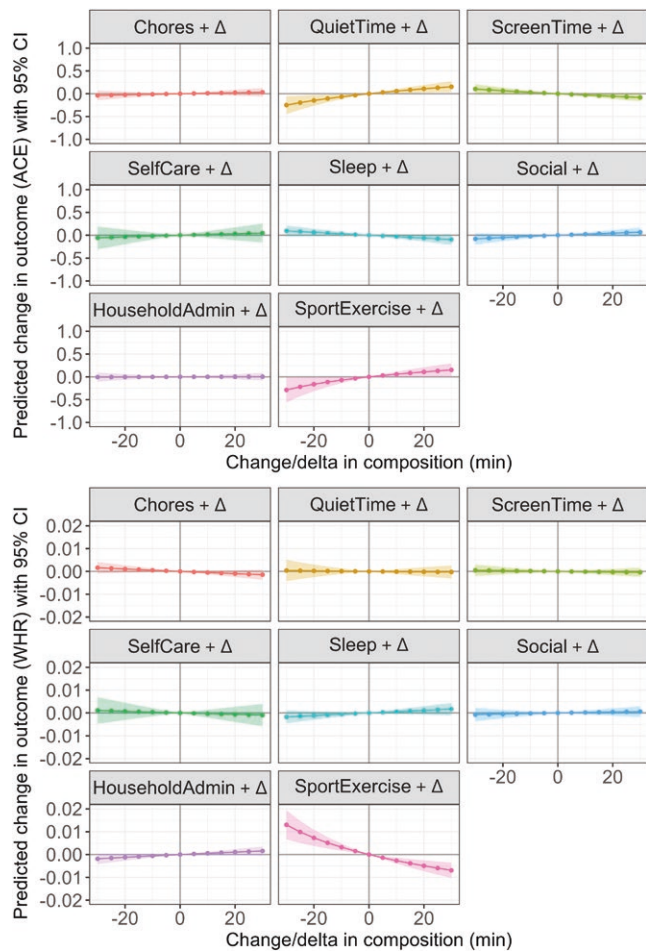 Predicted change in outcome (ACE) with 95% CI
Chores + Δ QuietTime + Δ ScreenTime + Δ
1.0
0.5
0.0
-0.5
-1.0
SelfCare + Δ Sleep + Δ Social + Δ
1.0
0.5
0.0
-0.5
-1.0
-20 0 20
HouseholdAdmin + Δ SportExercise + Δ
1.0
0.5
0.0
-0.5
-1.0
-20 0 20 -20 0 20
Change/delta in composition (min)
Predicted change in outcome (WHR) with 95% CI
Chores + Δ QuietTime + Δ ScreenTime + Δ
0.02
0.01
0.00
-0.01
-0.02
SelfCare + Δ Sleep + Δ Social + Δ
0.02
0.01
0.00
-0.01
-0.02
-20 0 20
HouseholdAdmin + Δ SportExercise + Δ
0.02
0.01
0.00
-0.01
-0.02
-20 0 20 -20 0 20
Change/delta in composition (min)